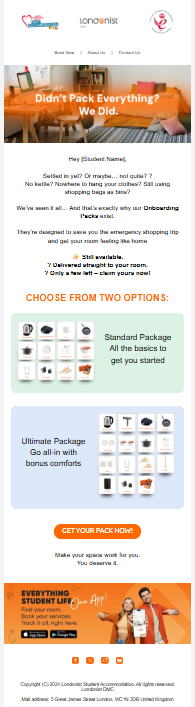 Londonist
Book Now | About Us | Contact Us
Didn't Pack Everything?
We Did.
Hey [Student Name],
Settled in yet? Or maybe... not quite? ?
No kettle? Nowhere to hang your clothes? Still using
shopping bags as bins?
We've seen it all... And that's exactly why our Onboarding
Packs exist.
They're designed to save you the emergency shopping trip
and get your room feeling like home
✨ Still available.
? Delivered straight to your room.
? Only a few left – claim yours now!
CHOOSE FROM TWO OPTIONS:
Standard Package
All the basics to
get you started
Ultimate Package
Go all-in with
bonus comforts
GET YOUR PACK NOW!
Make your space work for you.
You deserve it.
EVERYTHING
STUDENT LIFE,
One App!
Find your room.
Book your services.
Track it all, right here.
App Store
Google Play
Copyright (C) 2024 Londonist Student Accommodation. All rights reserved.
Londonist DMC.
Mail address: 5 Great James Street London, WC1N 3DB United Kingdom